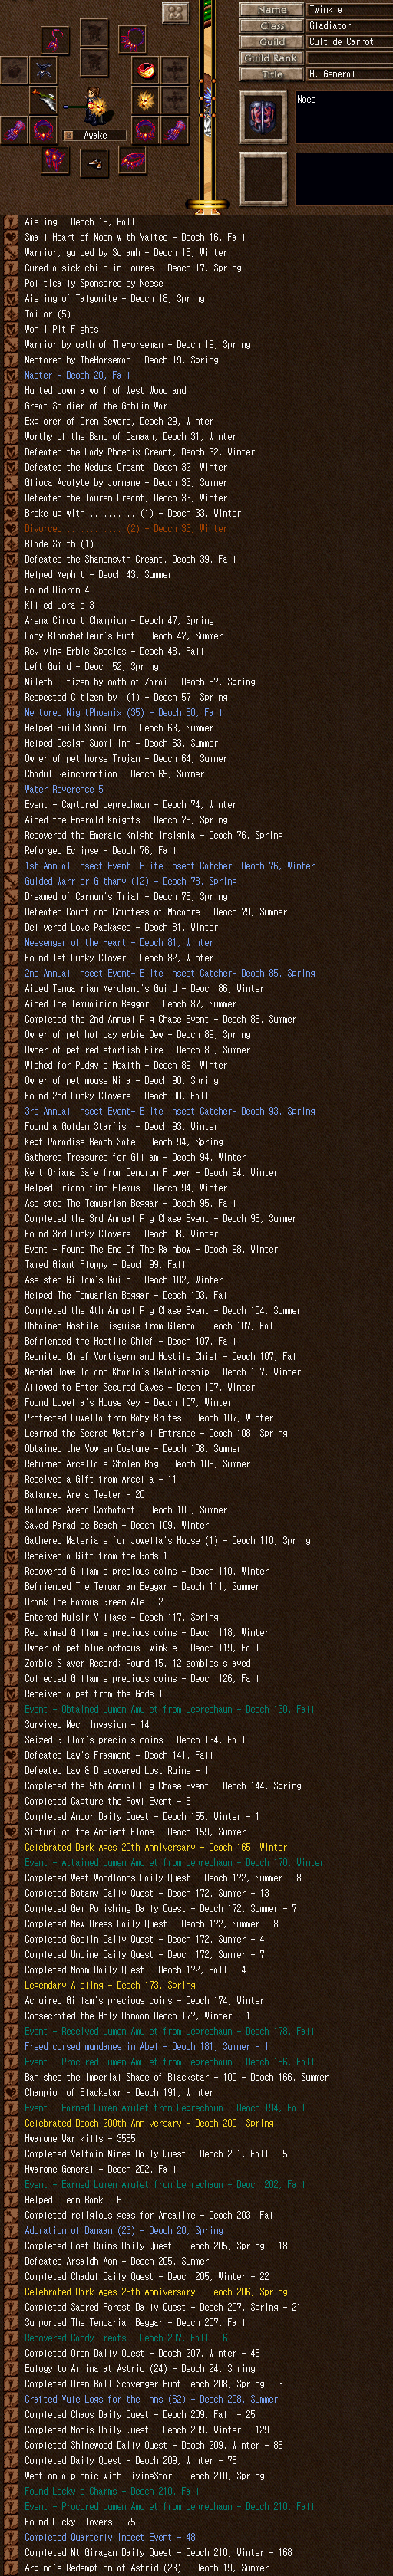 Name Twinkle
Class Gladiator
Guild Cult de Carrot
Guild Rank
Title H. General
Noes
Awake
Aisling - Deoch 16, Fall
Small Heart of Moon with Valtec - Deoch 16, Fall
Warrior, guided by Solamh - Deoch 16, Winter
Cured a sick child in Loures - Deoch 17, Spring
Politically Sponsored by Neese
Aisling of Talgonite - Deoch 18, Spring
Tailor (5)
Won 1 Pit Fights
Warrior by oath of TheHorseman - Deoch 19, Spring
Mentored by TheHorseman - Deoch 19, Spring
Master - Deoch 20, Fall
Hunted down a wolf of West Woodland
Great Soldier of the Goblin War
Explorer of Oren Sewers, Deoch 29, Winter
Worthy of the Band of Danaan, Deoch 31, Winter
Defeated the Lady Phoenix Creant, Deoch 32, Winter
Defeated the Medusa Creant, Deoch 32, Winter
Glioca Acolyte by Jormane - Deoch 33, Summer
Defeated the Tauren Creant, Deoch 33, Winter
Broke up with .......... (1) - Deoch 33, Winter
Divorced ........... (2) - Deoch 33, Winter
Blade Smith (1)
Defeated the Shamensyth Creant, Deoch 39, Fall
Helped Mephit - Deoch 43, Summer
Found Dioram 4
Killed Lorais 3
Arena Circuit Champion - Deoch 47, Spring
Lady Blanchefleur's Hunt - Deoch 47, Summer
Reviving Erbie Species - Deoch 48, Fall
Left Guild - Deoch 52, Spring
Mileth Citizen by oath of Zarai - Deoch 57, Spring
Respected Citizen by  (1) - Deoch 57, Spring
Mentored NightPhoenix (35) - Deoch 60, Fall
Helped Build Suomi Inn - Deoch 63, Summer
Helped Design Suomi Inn - Deoch 63, Summer
Owner of pet horse Trojan - Deoch 64, Summer
Chadul Reincarnation - Deoch 65, Summer
Water Reverence 5
Event - Captured Leprechaun - Deoch 74, Winter
Aided the Emerald Knights - Deoch 76, Spring
Recovered the Emerald Knight Insignia - Deoch 76, Spring
Reforged Eclipse - Deoch 76, Fall
1st Annual Insect Event- Elite Insect Catcher- Deoch 76, Winter
Guided Warrior Githany (12) - Deoch 78, Spring
Dreamed of Carnun's Trial - Deoch 78, Spring
Defeated Count and Countess of Macabre - Deoch 79, Summer
Delivered Love Packages - Deoch 81, Winter
Messenger of the Heart - Deoch 81, Winter
Found 1st Lucky Clover - Deoch 82, Winter
2nd Annual Insect Event- Elite Insect Catcher- Deoch 85, Spring
Aided Temuairian Merchant's Guild - Deoch 86, Winter
Aided The Temuairian Beggar - Deoch 87, Summer
Completed the 2nd Annual Pig Chase Event - Deoch 88, Summer
Owner of pet holiday erbie Dew - Deoch 89, Spring
Owner of pet red starfish Fire - Deoch 89, Summer
Wished for Pudgy's Health - Deoch 89, Winter
Owner of pet mouse Nila - Deoch 90, Spring
Found 2nd Lucky Clovers - Deoch 90, Fall
3rd Annual Insect Event- Elite Insect Catcher- Deoch 93, Spring
Found a Golden Starfish - Deoch 93, Winter
Kept Paradise Beach Safe - Deoch 94, Spring
Gathered Treasures for Gillam - Deoch 94, Winter
Kept Oriana Safe from Dendron Flower - Deoch 94, Winter
Helped Oriana find Elemus - Deoch 94, Winter
Assisted The Temuairian Beggar - Deoch 95, Fall
Completed the 3rd Annual Pig Chase Event - Deoch 96, Summer
Found 3rd Lucky Clovers - Deoch 98, Winter
Event - Found The End Of The Rainbow - Deoch 98, Winter
Tamed Giant Floppy - Deoch 99, Fall
Assisted Gillam's Guild - Deoch 102, Winter
Helped The Temuairian Beggar - Deoch 103, Fall
Completed the 4th Annual Pig Chase Event - Deoch 104, Summer
Obtained Hostile Disguise from Glenna - Deoch 107, Fall
Befriended the Hostile Chief - Deoch 107, Fall
Reunited Chief Vortigern and Hostile Chief - Deoch 107, Fall
Mended Jowella and Kharlo's Relationship - Deoch 107, Winter
Allowed to Enter Secured Caves - Deoch 107, Winter
Found Luwella's House Key - Deoch 107, Winter
Protected Luwella from Baby Brutes - Deoch 107, Winter
Learned the Secret Waterfall Entrance - Deoch 108, Spring
Obtained the Yowien Costume - Deoch 108, Summer
Returned Arcella's Stolen Bag - Deoch 108, Summer
Received a Gift from Arcella - 11
Balanced Arena Tester - 20
Balanced Arena Combatant - Deoch 109, Summer
Saved Paradise Beach - Deoch 109, Winter
Gathered Materials for Jowella's House (1) - Deoch 110, Spring
Received a Gift from the Gods 1
Recovered Gillam's precious coins - Deoch 110, Winter
Befriended The Temuairian Beggar - Deoch 111, Summer
Drank The Famous Green Ale - 2
Entered Muisir Village - Deoch 117, Spring
Reclaimed Gillam's precious coins - Deoch 118, Winter
Owner of pet blue octopus Twinkle - Deoch 119, Fall
Zombie Slayer Record: Round 15, 12 zombies slayed
Collected Gillam's precious coins - Deoch 126, Fall
Received a pet from the Gods 1
Event - Obtained Lumen Amulet from Leprechaun - Deoch 130, Fall
Survived Mech Invasion - 14
Seized Gillam's precious coins - Deoch 134, Fall
Defeated Law's Fragment - Deoch 141, Fall
Defeated Law & Discovered Lost Ruins - 1
Completed the 5th Annual Pig Chase Event - Deoch 144, Spring
Completed Capture the Fowl Event - 5
Completed Andor Daily Quest - Deoch 155, Winter - 1
Sinturi of the Ancient Flame - Deoch 159, Summer
Celebrated Dark Ages 20th Anniversary - Deoch 165, Winter
Event - Attained Lumen Amulet from Leprechaun - Deoch 170, Winter
Completed West Woodlands Daily Quest - Deoch 172, Summer - 8
Completed Botany Daily Quest - Deoch 172, Summer - 13
Completed Gem Polishing Daily Quest - Deoch 172, Summer - 7
Completed New Dress Daily Quest - Deoch 172, Summer - 8
Completed Goblin Daily Quest - Deoch 172, Summer - 4
Completed Undine Daily Quest - Deoch 172, Summer - 7
Completed Noam Daily Quest - Deoch 172, Fall - 4
Legendary Aisling - Deoch 173, Spring
Acquired Gillam's precious coins - Deoch 174, Winter
Consecrated the Holy Danaan Deoch 177, Winter - 1
Event - Received Lumen Amulet from Leprechaun - Deoch 178, Fall
Freed cursed mundanes in Abel - Deoch 181, Summer - 1
Event - Procured Lumen Amulet from Leprechaun - Deoch 186, Fall
Banished the Imperial Shade of Blackstar - 100 - Deoch 166, Summer
Champion of Blackstar - Deoch 191, Winter
Event - Earned Lumen Amulet from Leprechaun - Deoch 194, Fall
Celebrated Deoch 200th Anniversary - Deoch 200, Spring
Hwarone War kills - 3565
Completed Veltain Mines Daily Quest - Deoch 201, Fall - 5
Hwarone General - Deoch 202, Fall
Event - Earned Lumen Amulet from Leprechaun - Deoch 202, Fall
Helped Clean Bank - 6
Completed religious geas for Ancalime - Deoch 203, Fall
Adoration of Danaan (23) - Deoch 20, Spring
Completed Lost Ruins Daily Quest - Deoch 205, Spring - 18
Defeated Arsaidh Aon - Deoch 205, Summer
Completed Chadul Daily Quest - Deoch 205, Winter - 22
Celebrated Dark Ages 25th Anniversary - Deoch 206, Spring
Completed Sacred Forest Daily Quest - Deoch 207, Spring - 21
Supported The Temuairian Beggar - Deoch 207, Fall
Recovered Candy Treats - Deoch 207, Fall - 6
Completed Oren Daily Quest - Deoch 207, Winter - 48
Eulogy to Arpina at Astrid (24) - Deoch 24, Spring
Completed Oren Ball Scavenger Hunt Deoch 208, Spring - 3
Crafted Yule Logs for the Inns (62) - Deoch 208, Summer
Completed Chaos Daily Quest - Deoch 209, Fall - 25
Completed Nobis Daily Quest - Deoch 209, Winter - 129
Completed Shinewood Daily Quest - Deoch 209, Winter - 88
Completed Daily Quest - Deoch 209, Winter - 75
Went on a picnic with DivineStar - Deoch 210, Spring
Found Locky's Charms - Deoch 210, Fall
Event - Procured Lumen Amulet from Leprechaun - Deoch 210, Fall
Found Lucky Clovers - 75
Completed Quarterly Insect Event - 48
Completed Mt Giragan Daily Quest - Deoch 210, Winter - 168
Arpina's Redemption at Astrid (23) - Deoch 19, Summer